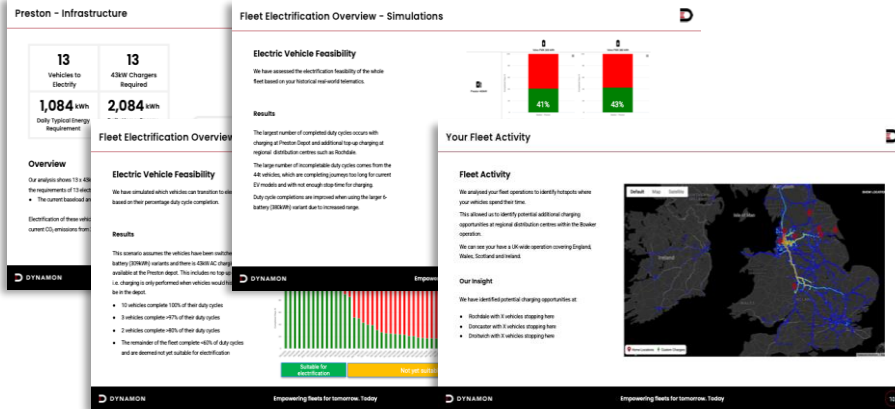 Preston - Infrastructure
13
Vehicles to
Electrify
13
43kW Chargers
Required
1,084 kWh
Daily Typical Energy
Requirement
2,084 kWh
Overview
Our analysis shows 13 x 43k
the requirements of 13 elect
The current baseload an
Electrification of these vehic
current CO₂ emissions from
DYNAMON
Fleet Electrification Overview - Simulations
Electric Vehicle Feasibility
We have assessed the electrification feasibility of the whole
fleet based on your historical real-world telematics.
Results
The largest number of completed duty cycles occurs with
charging at Preston Depot and additional top-up charging at
regional distribution centres such as Rochdale.
The large number of incompletable duty cycles comes from the
44t vehicles, which are completing journeys too long for current
EV models and with not enough stop-time for charging.
Duty cycle completions are improved when using the larger 6-
battery (380kWh) variant due to increased range.
41%
43%
DYNAMON
Empowe
Fleet Electrification Overview
Electric Vehicle Feasibility
We have simulated which vehicles can transition to ele
based on their percentage duty cycle completion.
Results
This scenario assumes the vehicles have been switche
battery (309kWh) variants and there is 43kW AC charge
available at the Preston depot. This includes no top-up
i.e. charging is only performed when vehicles would his
be in the depot.
10 vehicles complete 100% of their duty cycles
3 vehicles complete >97% of their duty cycles
2 vehicles complete >80% of their duty cycles
The remainder of the fleet complete <60% of duty cycles
and are deemed not yet suitable for electrification
Suitable for
electrification
Not yet suitabl
DYNAMON
Empowering fleets for tomorrow. Today
Your Fleet Activity
Fleet Activity
We analysed your fleet operations to identify hotspots where
your vehicles spend their time.
This allowed us to identify potential additional charging
opportunities at regional distribution centres within the Bowker
operation.
We can see your have a UK-wide operation covering England,
Wales, Scotland and Ireland.
Our Insight
We have identified potential charging opportunities at:
Rochdale with X vehicles stopping here
Doncaster with X vehicles stopping here
Droitwich with X vehicles stopping here
Default Map Satellite
Isle of Man
Ireland
DYNAMON
Empowering fleets for tomorrow. Today